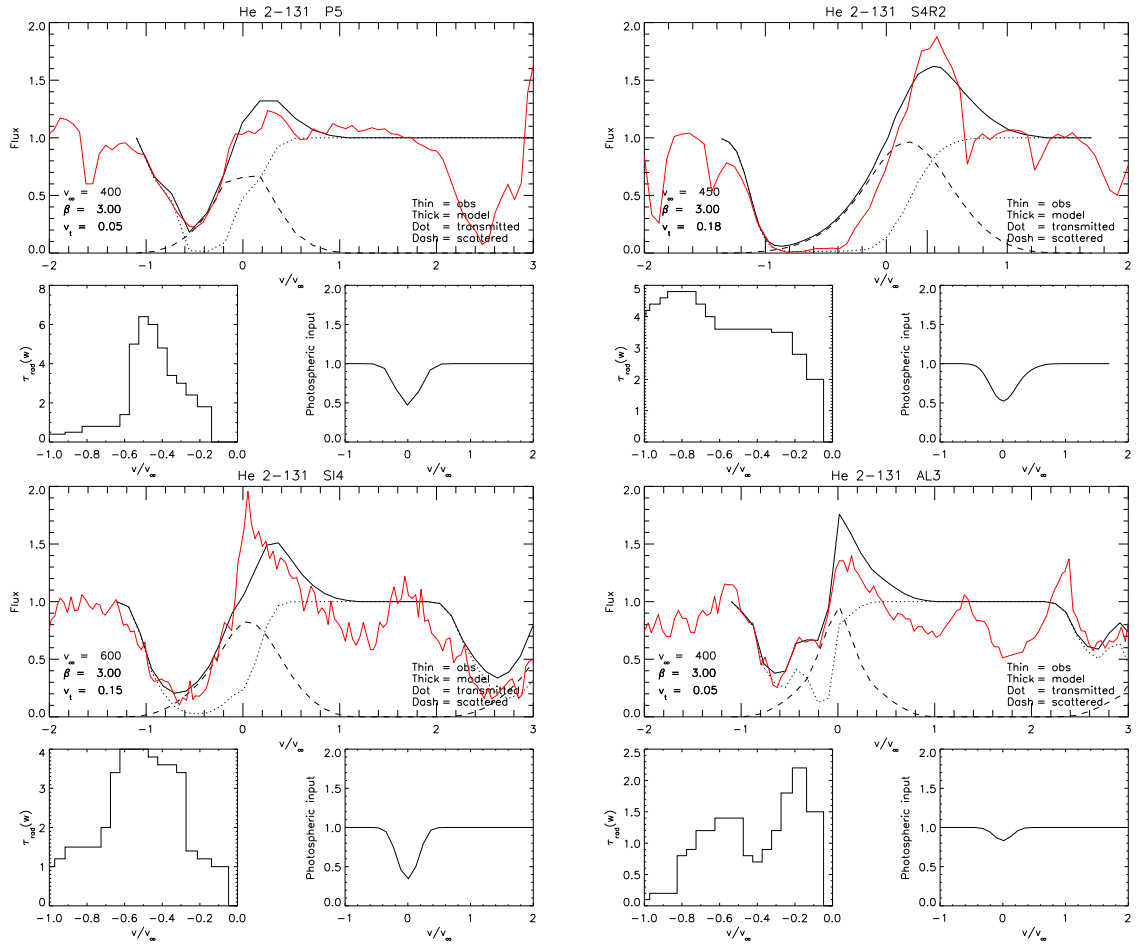 He 2-131 P5
2.0
1.5
1.0
0.5
0.0
Flux
v∞ = 400
β = 3.00
vt = 0.05
Thin = obs
Thick = model
Dot = transmitted
Dash = scattered
-2 -1 0 1 2 3
v/v∞
8
6
4
2
0
τrad(w)
-1.0 -0.8 -0.6 -0.4 -0.2 0.0
v/v∞
2.0
1.5
1.0
0.5
0.0
Photospheric input
-1 0 1 2
v/v∞
He 2-131 S4R2
2.0
1.5
1.0
0.5
0.0
Flux
v∞ = 450
β = 3.00
vt = 0.18
Thin = obs
Thick = model
Dot = transmitted
Dash = scattered
-2 -1 0 1 2
v/v∞
5
4
3
2
1
0
τrad(w)
-1.0 -0.8 -0.6 -0.4 -0.2 0.0
v/v∞
2.0
1.5
1.0
0.5
0.0
Photospheric input
-1 0 1 2
v/v∞
He 2-131 SI4
2.0
1.5
1.0
0.5
0.0
Flux
v∞ = 600
β = 3.00
vt = 0.15
Thin = obs
Thick = model
Dot = transmitted
Dash = scattered
-2 -1 0 1 2 3
v/v∞
4
3
2
1
0
τrad(w)
-1.0 -0.8 -0.6 -0.4 -0.2 0.0
v/v∞
2.0
1.5
1.0
0.5
0.0
Photospheric input
-1 0 1 2
v/v∞
He 2-131 AL3
2.0
1.5
1.0
0.5
0.0
Flux
v∞ = 400
β = 3.00
vt = 0.05
Thin = obs
Thick = model
Dot = transmitted
Dash = scattered
-2 -1 0 1 2 3
v/v∞
2.5
2.0
1.5
1.0
0.5
0.0
τrad(w)
-1.0 -0.8 -0.6 -0.4 -0.2 0.0
v/v∞
2.0
1.5
1.0
0.5
0.0
Photospheric input
-1 0 1 2
v/v∞